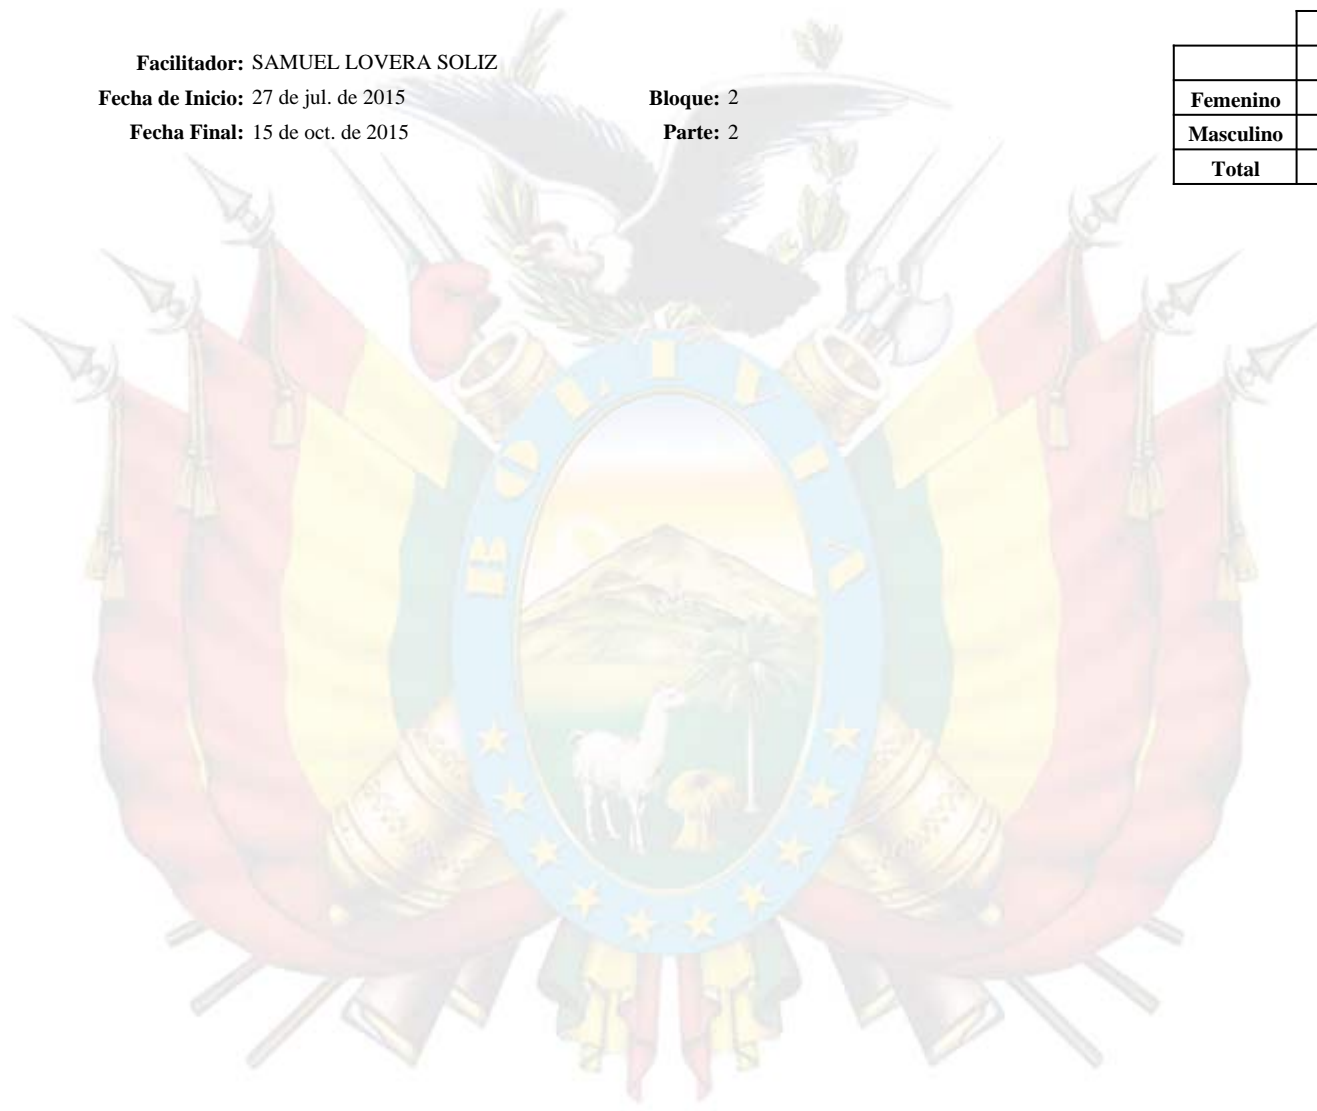 Facilitador: SAMUEL LOVERA SOLIZ
Fecha de Inicio: 27 de jul. de 2015 Bloque: 2
Fecha Final: 15 de oct. de 2015 Parte: 2
Femenino
Masculino
Total
BOLIVIA